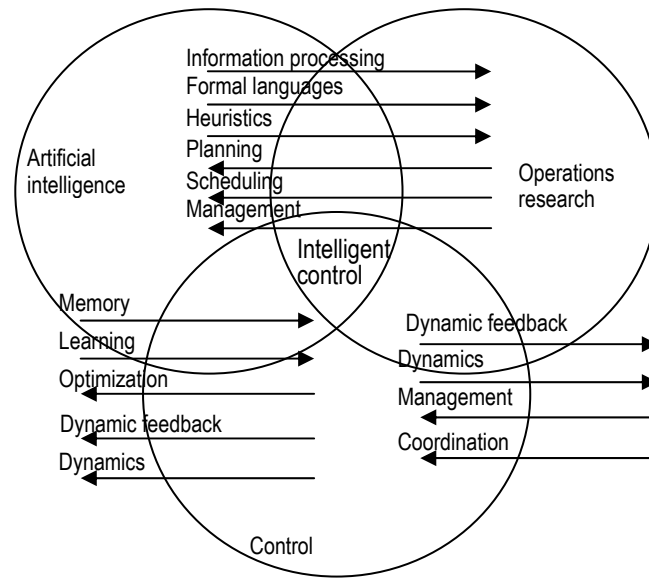 Information processing
Formal languages
Heuristics
Planning
Scheduling
Management
Artificial
intelligence
Operations
research
Intelligent
control
Memory
Learning
Optimization
Dynamic feedback
Dynamics
Dynamic feedback
Dynamics
Management
Coordination
Control